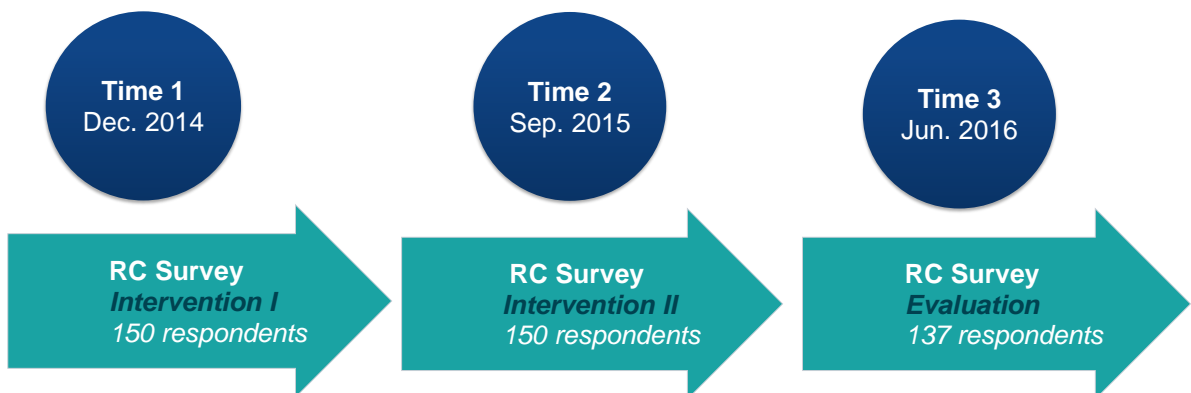 Time 1
Dec. 2014
Time 2
Sep. 2015
Time 3
Jun. 2016
RC Survey
Intervention I
150 respondents
RC Survey
Intervention II
150 respondents
RC Survey
Evaluation
137 respondents